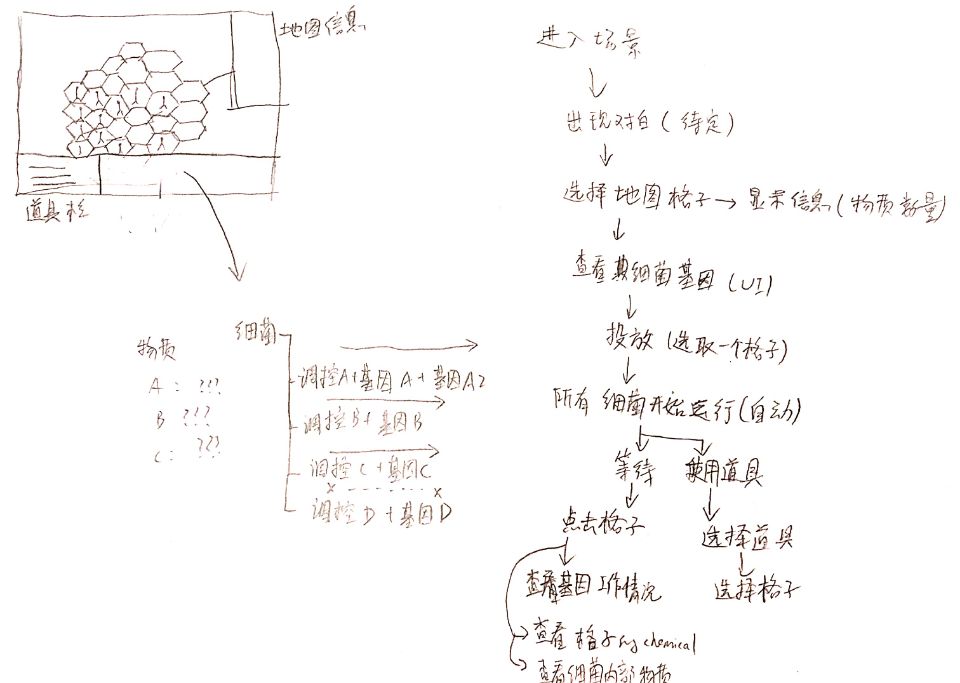 地图信息
道具栏
物质
A : ???
B ???
C : ???
细菌
调控A+基因A+基因A2
调控B+基因B
调控C+基因C
调控D+基因D
进入场景
出现对白(待定)
选择地图格子→显示信息(物质数量)
查看细菌基因(UI)
投放(选取一个格子)
所有细菌开始运行(自动)
等待
使用道具
点击格子
选择道具
查看基因工作情况
选择格子
查看格子 chemical
查看细菌内部物质